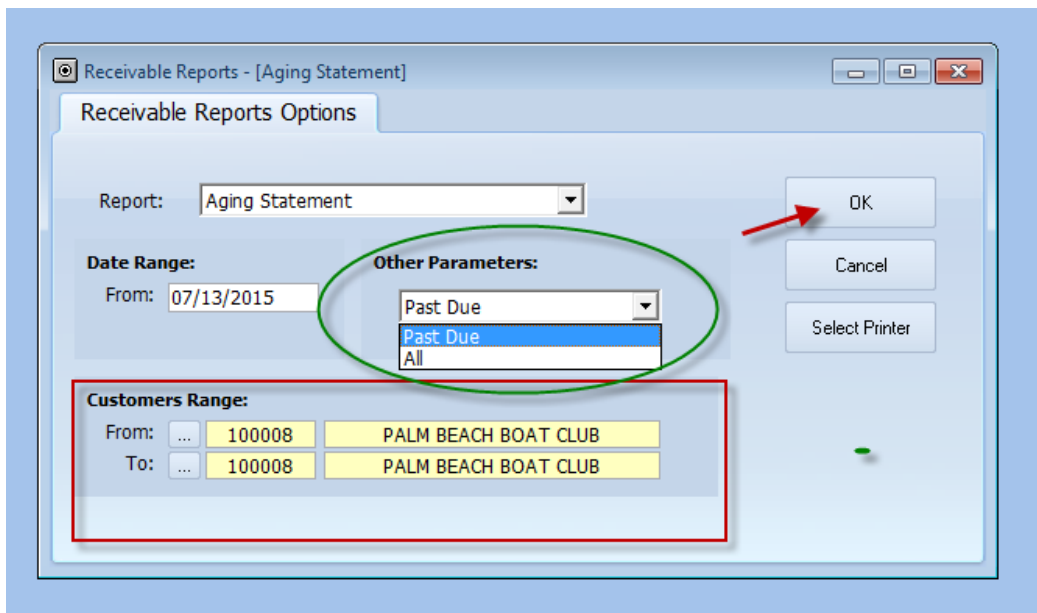 Receivable Reports - [Aging Statement]
Receivable Reports Options
Report: Aging Statement
OK
Date Range:
From: 07/13/2015
Other Parameters:
Past Due
Past Due
All
Cancel
Select Printer
Customers Range:
From: ... 100008 PALM BEACH BOAT CLUB
To: ... 100008 PALM BEACH BOAT CLUB